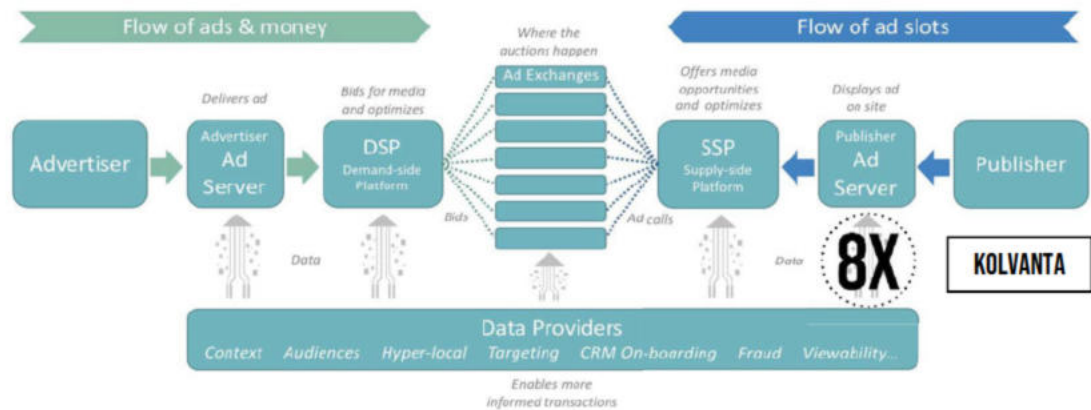 Flow of ads & money
Where the
auctions happen
Flow of ad slots
Ad Exchanges
Delivers ad
Bids for media
and optimizes
Offers media
opportunities
and optimizes
Displays ad
on site
Advertiser
Advertiser
Ad
Server
DSP
Demand-side
Platform
SSP
Supply-side
Platform
Publisher
Ad
Server
Publisher
Bids
Ad calls
Data
Data
8X
KOLVANTA
Data Providers
Context Audiences Hyper-local Targeting CRM On-boarding Fraud Viewability...
Enables more
informed transactions